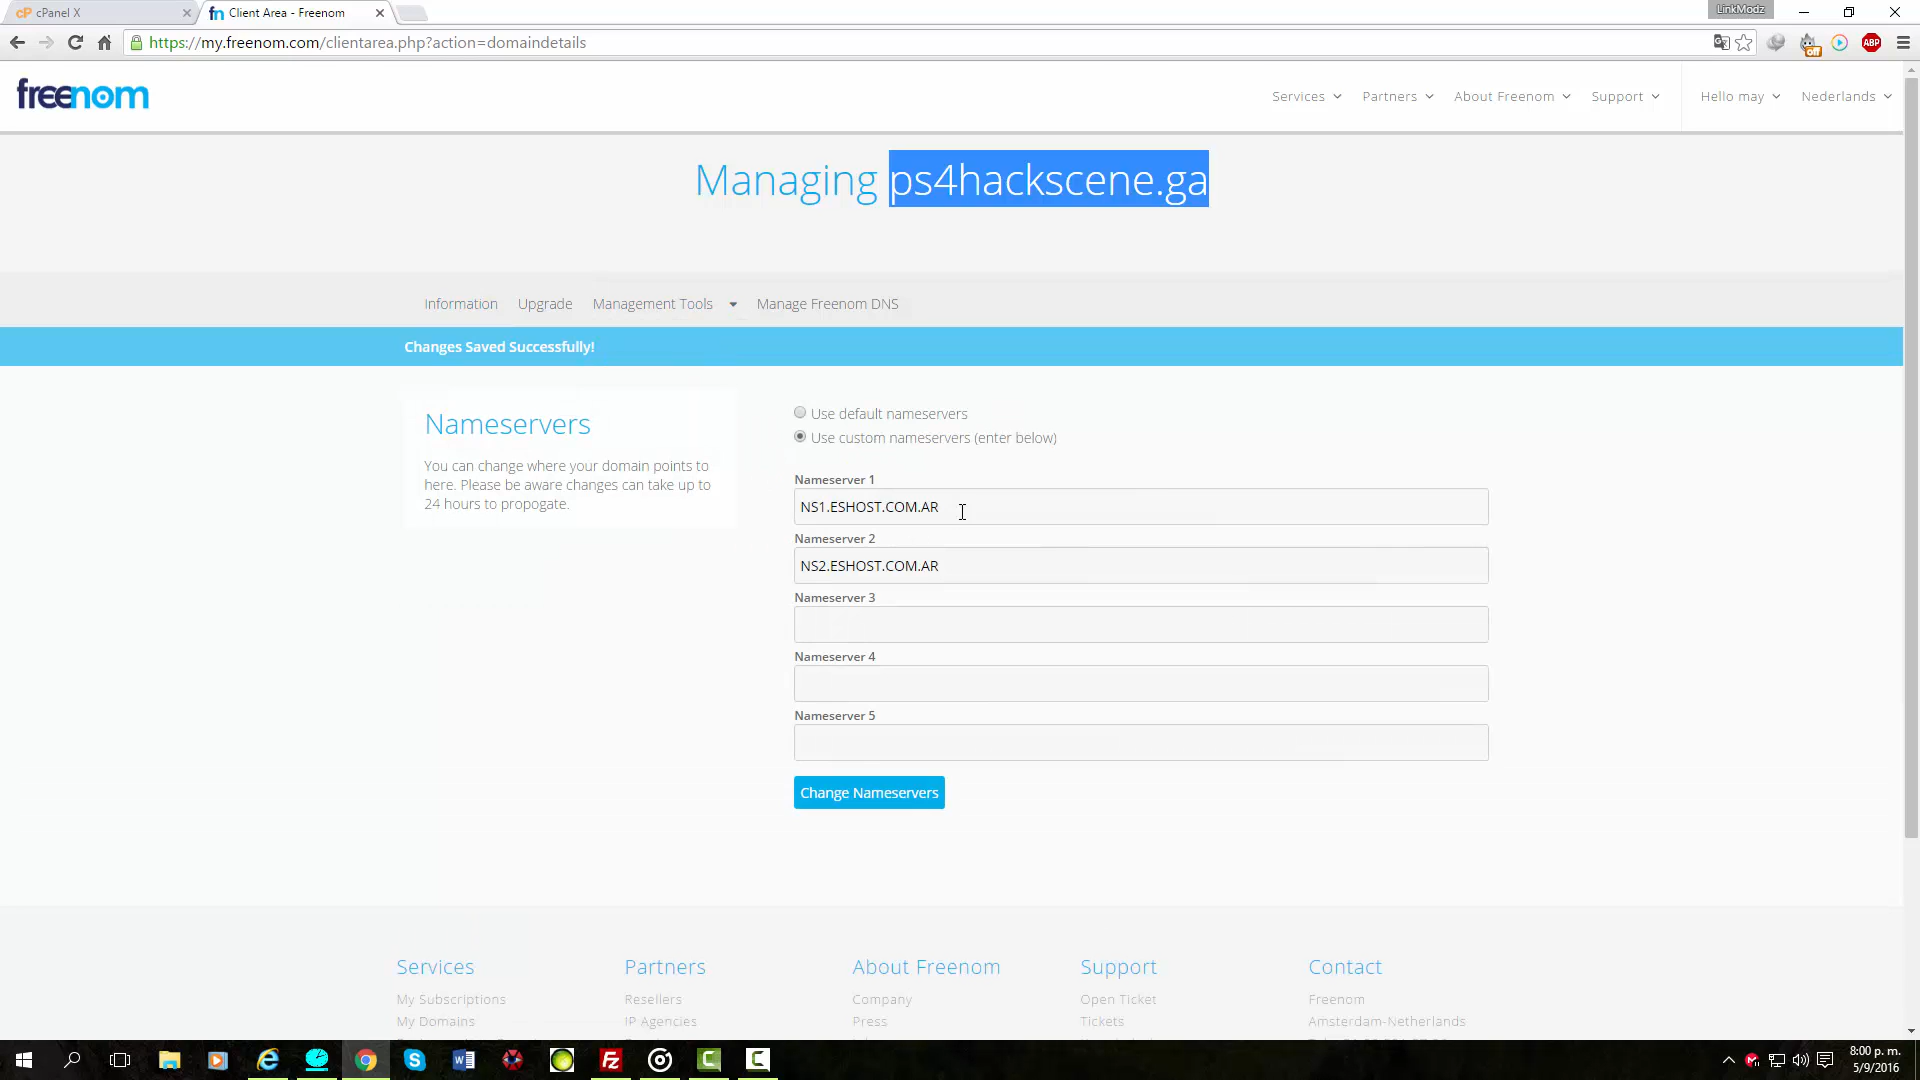 cP cPanel X
fn Client Area - Freenom
LinkModz
https://my.freenom.com/clientarea.php?action=domaindetails
off
ABP
freenom
Services
Partners
About Freenom
Support
Hello may
Nederlands
Managing ps4hackscene.ga
Information
Upgrade
Management Tools
Manage Freenom DNS
Changes Saved Successfully!
Nameservers
You can change where your domain points to
here. Please be aware changes can take up to
24 hours to propogate.
Use default nameservers
Use custom nameservers (enter below)
Nameserver 1
NS1.ESHOST.COM.AR
Nameserver 2
NS2.ESHOST.COM.AR
Nameserver 3
Nameserver 4
Nameserver 5
Change Nameservers
Services
My Subscriptions
My Domains
Partners
Resellers
IP Agencies
About Freenom
Company
Press
Support
Open Ticket
Tickets
Contact
Freenom
Amsterdam-Netherlands
8:00 p. m.
5/9/2016